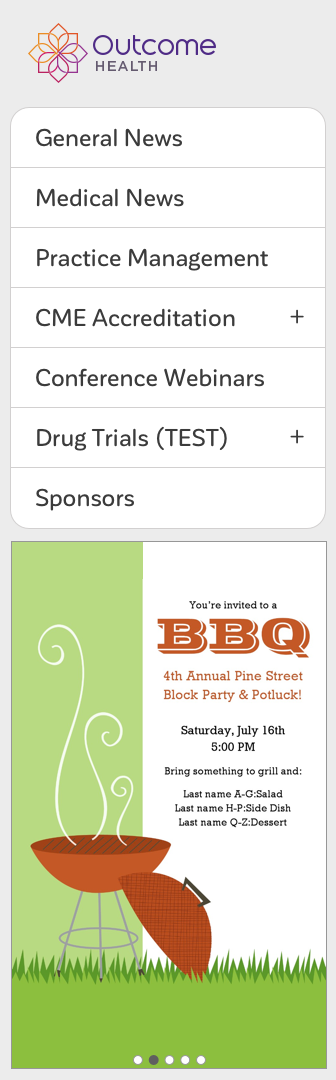 Outcome
HEALTH
General News
Medical News
Practice Management
CME Accreditation +
Conference Webinars
Drug Trials (TEST) +
Sponsors
You're invited to a
BBQ
4th Annual Pine Street
Block Party & Potluck!
Saturday, July 16th
5:00 PM
Bring something to grill and:
Last name A-G:Salad
Last name H-P:Side Dish
Last name Q-Z:Dessert